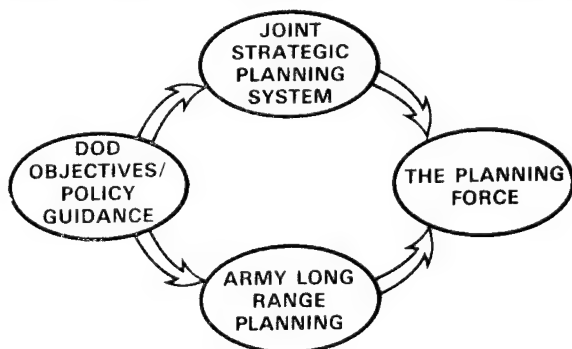 JOINT
STRATEGIC
PLANNING
SYSTEM
DOD
OBJECTIVES/
POLICY
GUIDANCE
THE PLANNING
FORCE
ARMY LONG
RANGE
PLANNING